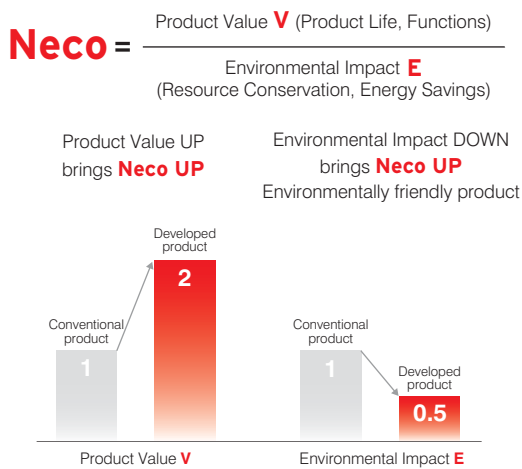 Neco =
Product Value V (Product Life, Functions)
Environmental Impact E
(Resource Conservation, Energy Savings)
Product Value UP
brings Neco UP
Environmental Impact DOWN
brings Neco UP
Environmentally friendly product
Conventional
product
1
Developed
product
2
Product Value V
Conventional
product
1
Developed
product
0.5
Environmental Impact E